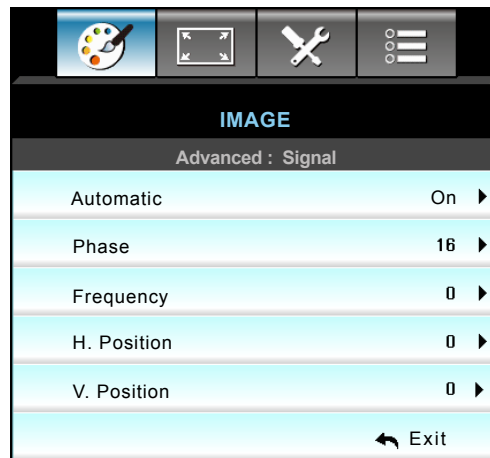 IMAGE
Advanced : Signal
Automatic On
Phase 16
Frequency 0
H. Position 0
V. Position 0
Exit